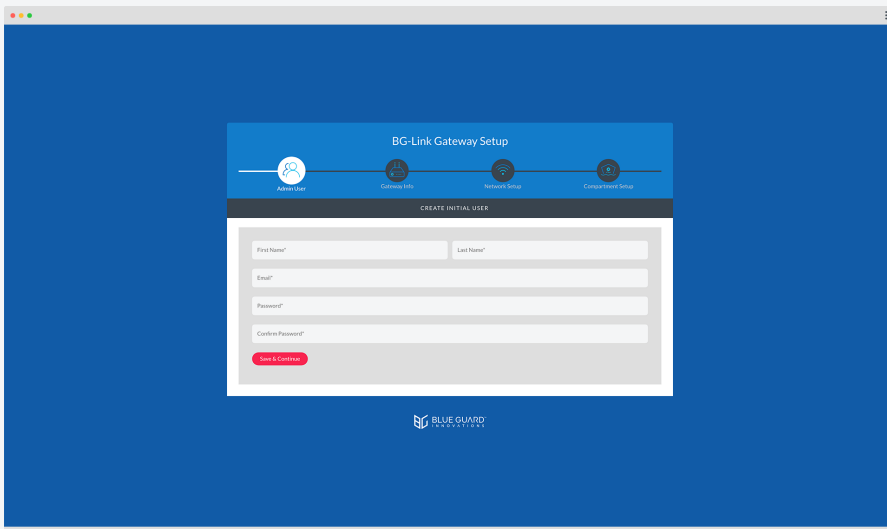 BG-Link Gateway Setup
Admin User
Gateway Info
Network Setup
Compartment Setup
CREATE INITIAL USER
First Name*
Last Name*
Email*
Password*
Confirm Password*
Save & Continue
BG BLUE GUARD
INNOVATIONS